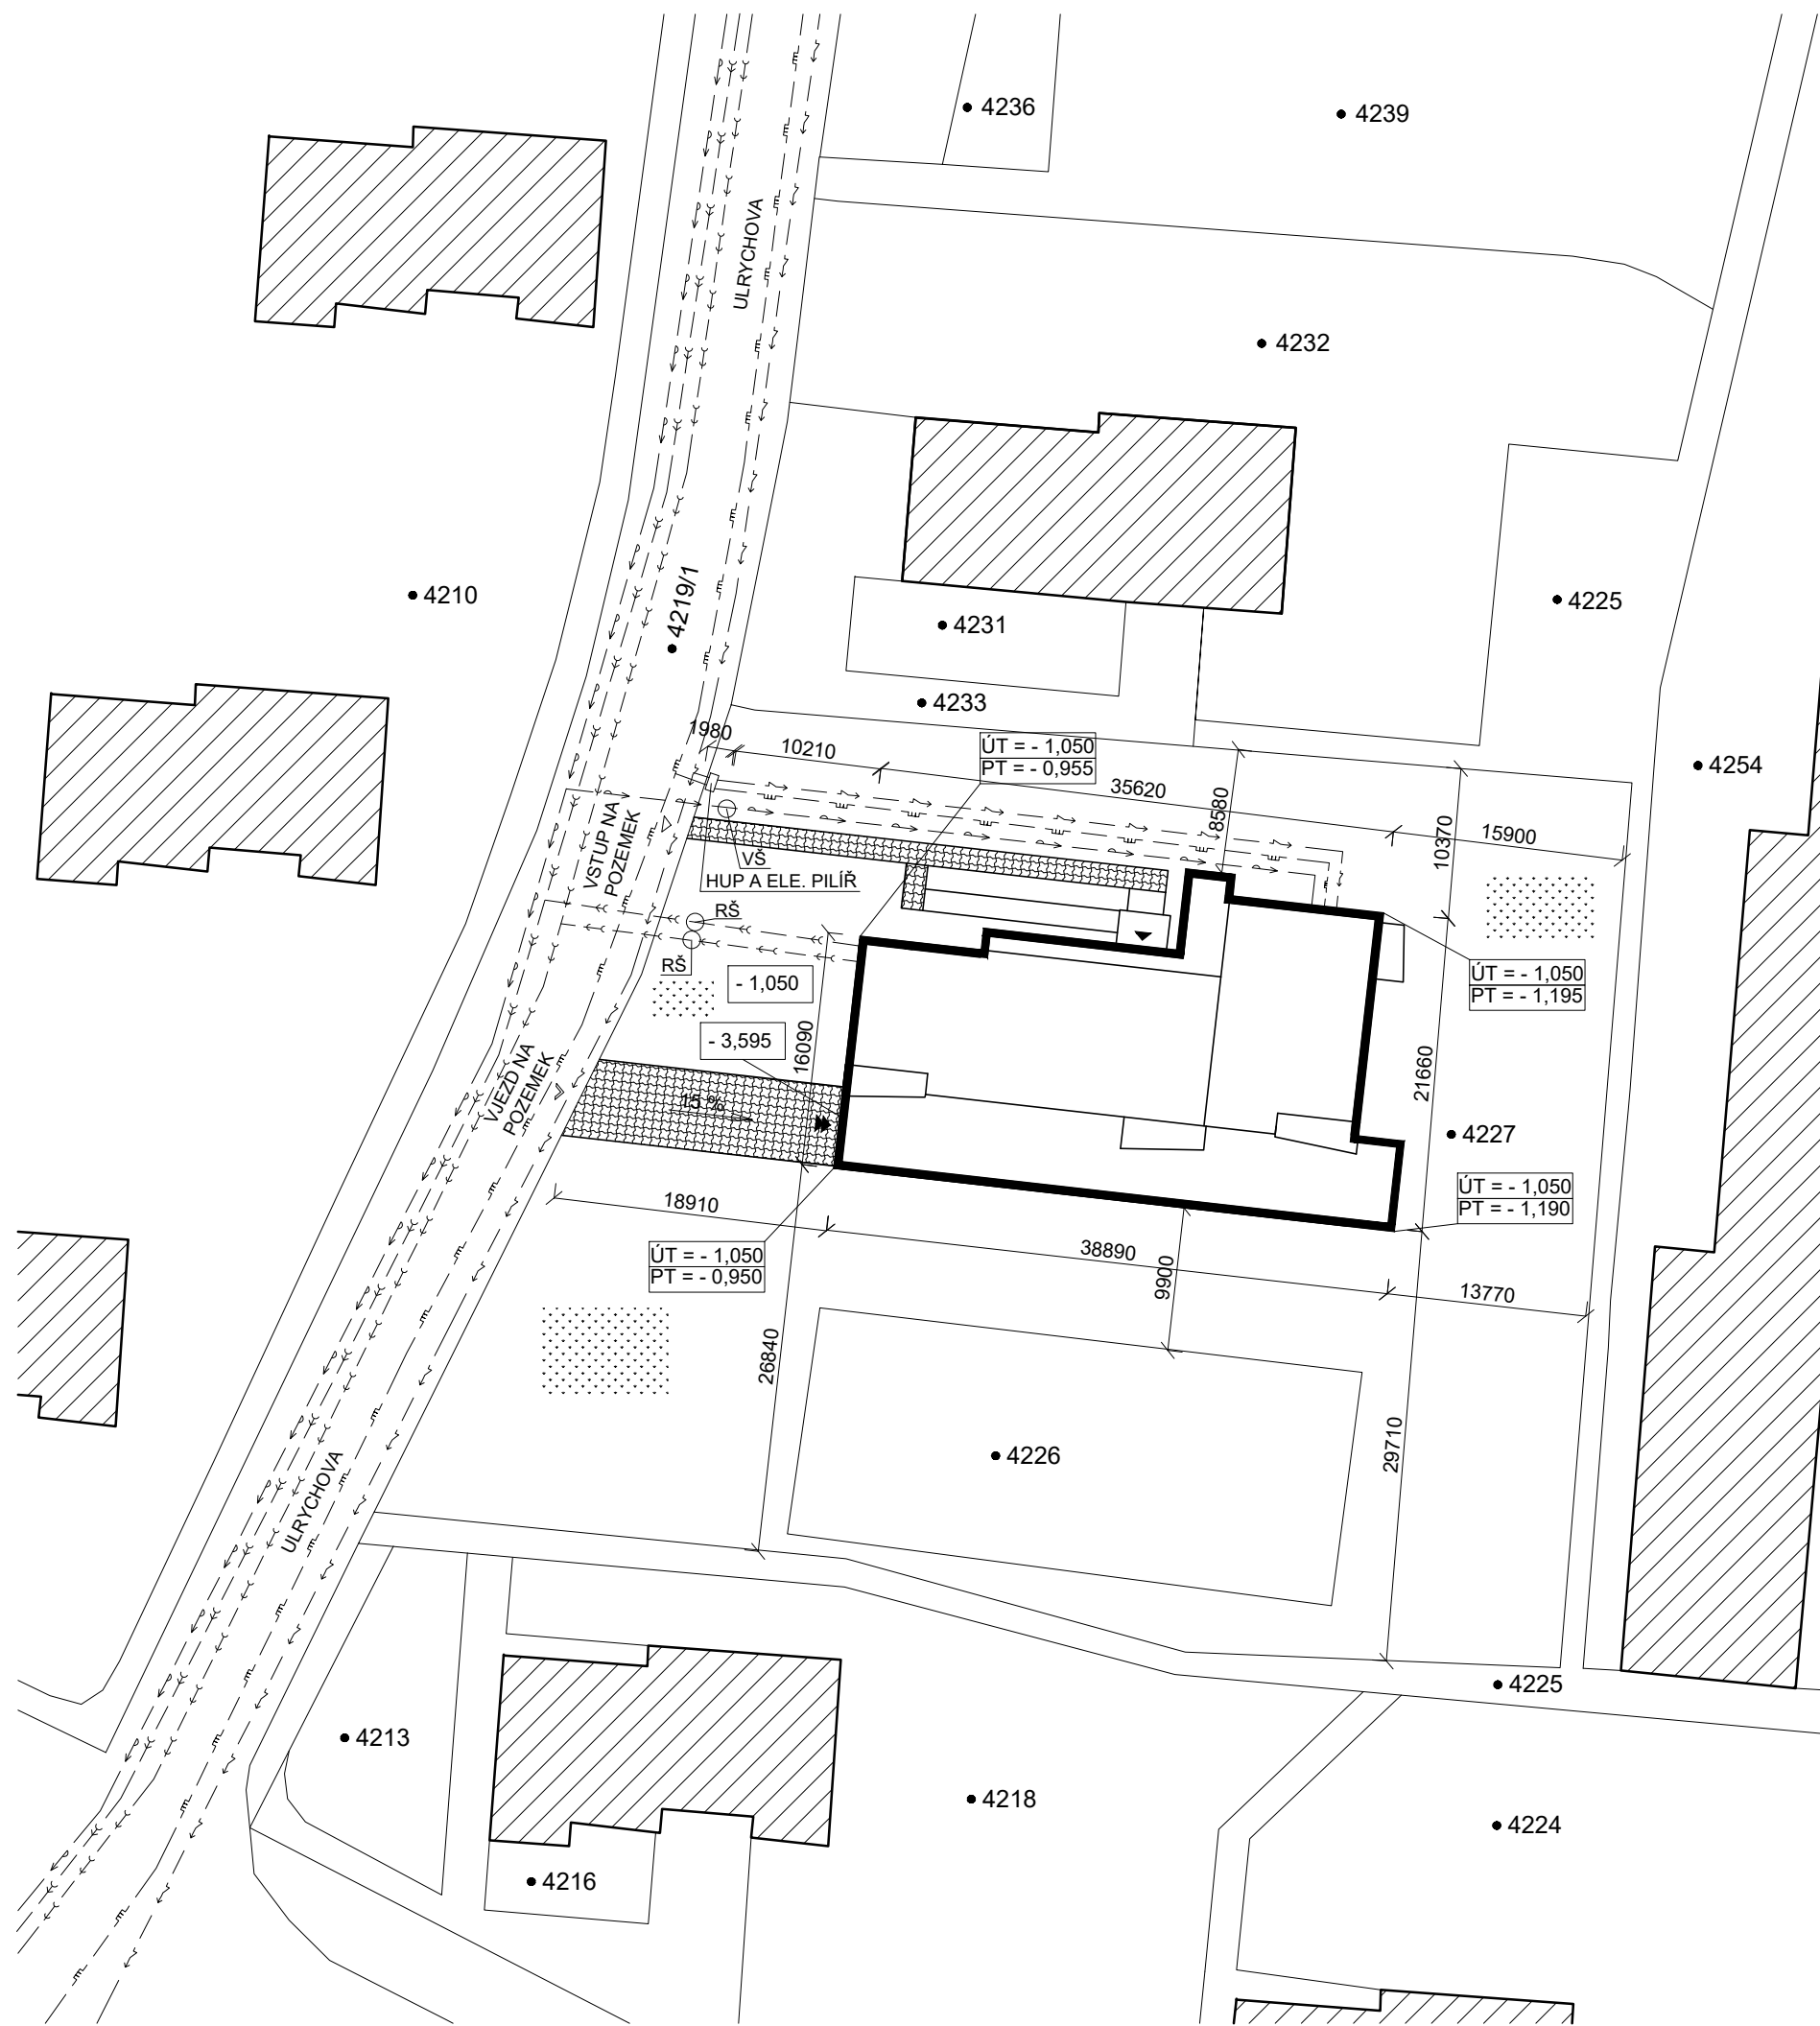 4236
4239
ULRYCHOVA
4232
4210
4219/1
4231
4225
4233
1980
10210
ÚT = - 1,050
PT = - 0,955
35620
8580
10370
15900
4254
VSTUP NA
POZEMEK
VŠ
HUP A ELE. PILÍŘ
RŠ
RŠ
- 1,050
ÚT = - 1,050
PT = - 1,195
- 3,595
16090
21660
VJEZD NA
POZEMEK
15 %
4227
ÚT = - 1,050
PT = - 1,190
18910
ÚT = - 1,050
PT = - 0,950
38890
9900
13770
26840
29710
4226
ULRYCHOVA
4225
4213
4218
4224
4216